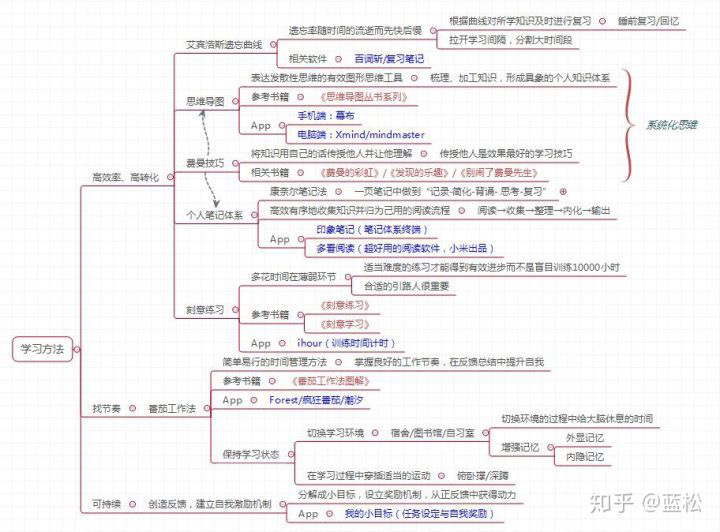 学习方法
高效率、高转化
艾宾浩斯遗忘曲线
遗忘率随时间的流逝而先快后慢
根据曲线对所学知识及时进行复习
睡前复习/回忆
拉开学习间隔，分割大时间段
相关软件
百词斩/复习笔记
思维导图
表达发散性思维的有效图形思维工具
梳理、加工知识，形成具象的个人知识体系
参考书籍
《思维导图丛书系列》
App
手机端：幕布
电脑端：Xmind/mindmaster
系统化思维
费曼技巧
将知识用自己的话传授他人并让他理解
传授他人是效果最好的学习技巧
相关书籍
《费曼的彩虹》/《发现的乐趣》/《别闹了费曼先生》
个人笔记体系
康奈尔笔记法
一页笔记中做到“记录-简化-背诵- 思考-复习”
高效有序地收集知识并归为己用的阅读流程
阅读→收集→整理→内化→输出
App
印象笔记（笔记体系终端）
多看阅读（超好用的阅读软件，小米出品）
刻意练习
多花时间在薄弱环节
适当难度的练习才能得到有效进步而不是盲目训练10000小时
合适的引路人很重要
参考书籍
《刻意练习》
《刻意学习》
App
ihour（训练时间计时）
找节奏
番茄工作法
简单易行的时间管理方法
掌握良好的工作节奏，在反馈总结中提升自我
参考书籍
《番茄工作法图解》
App
Forest/疯狂番茄/潮汐
保持学习状态
切换学习环境
宿舍/图书馆/自习室
切换环境的过程中给大脑休息的时间
增强记忆
外显记忆
内隐记忆
在学习过程中穿插适当的运动
俯卧撑/深蹲
可持续
创造反馈，建立自我激励机制
分解成小目标，设立奖励机制，从正反馈中获得动力
App
我的小目标（任务设定与自我奖励）
知乎 @蓝松